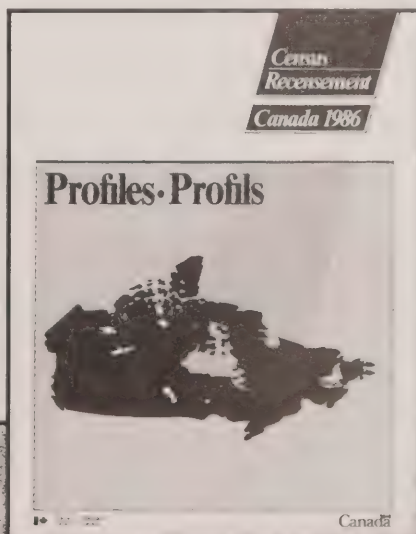 Census
Recensement
Canada 1986
Profiles • Profils
Canada